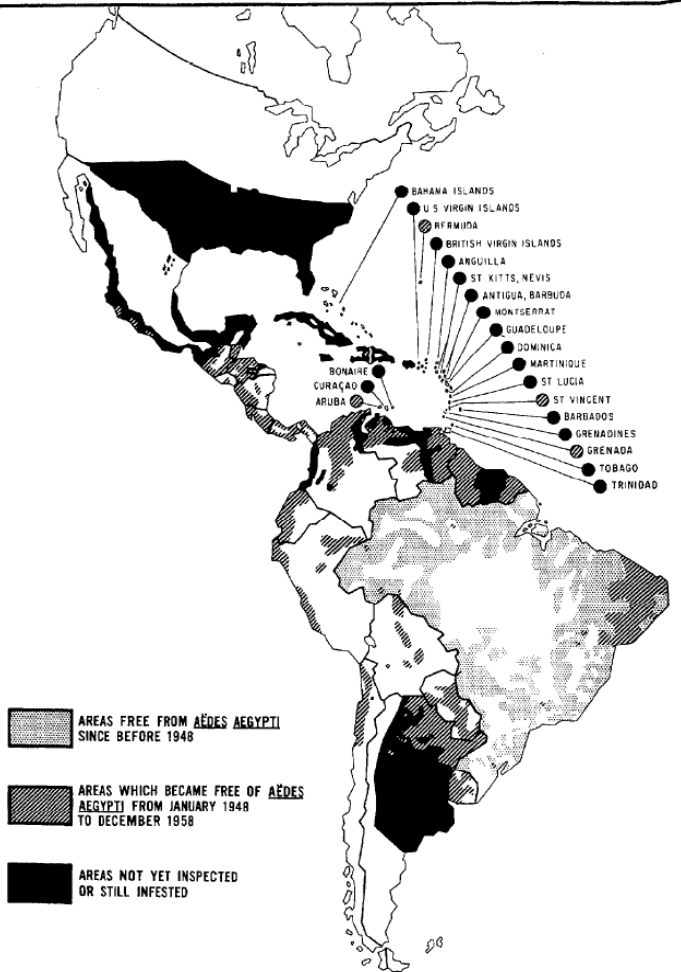 BAHAMA ISLANDS
U.S. VIRGIN ISLANDS
BERMUDA
BRITISH VIRGIN ISLANDS
ANGUILLA
ST KITTS, NEVIS
ANTIGUA, BARBUDA
MONTSERRAT
GUADELOUPE
DOMINICA
MARTINIQUE
ST LUCIA
ST VINCENT
BARBADOS
GRENADINES
GRENADA
TOBAGO
TRINIDAD
BONAIRE
CURAÇAO
ARUBA
AREAS FREE FROM AËDES AEGYPTI
SINCE BEFORE 1948
AREAS WHICH BECAME FREE OF AËDES
AEGYPTI FROM JANUARY 1948
TO DECEMBER 1958
AREAS NOT YET INSPECTED
OR STILL INFESTED